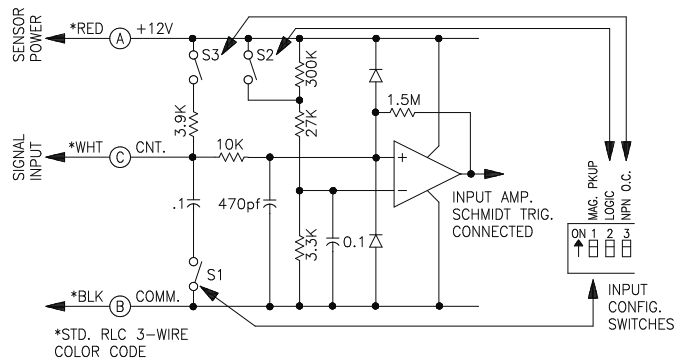 SENSOR
POWER
*RED
A
+12V
S3
S2
300K
1.5M
3.9K
27K
SIGNAL
INPUT
*WHT
C
CNT.
10K
+
-
.1
470pf
3.3K
0.1
INPUT AMP.
SCHMIDT TRIG.
CONNECTED
MAG. PKUP
LOGIC
NPN O.C.
ON
1
2
3
S1
*BLK
B
COMM.
INPUT
CONFIG.
SWITCHES
*STD. RLC 3-WIRE
COLOR CODE